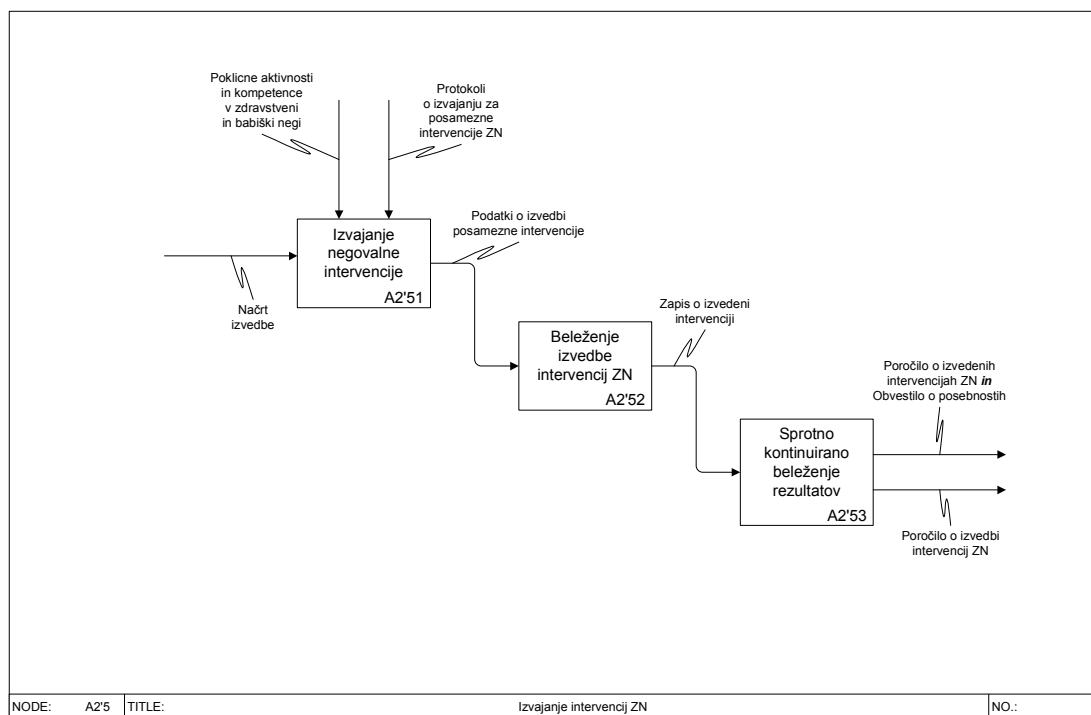 Poklicne aktivnosti
in kompetence
v zdravstveni
in babiški negi
Protokoli
o izvajanju za
posamezne
intervencije ZN
Izvajanje
negovalne
intervencije
A2'51
Načrt
izvedbe
Podatki o izvedbi
posamezne intervencije
Beleženje
izvedbe
intervencij ZN
A2'52
Zapis o izvedeni
intervenciji
Sprotno
kontinuirano
beleženje
rezultatov
A2'53
Poročilo o izvedenih
intervencijah ZN in
Obvestilo o posebnostih
Poročilo o izvedbi
intervencij ZN
NODE: A2'5 TITLE: Izvajanje intervencij ZN NO.: